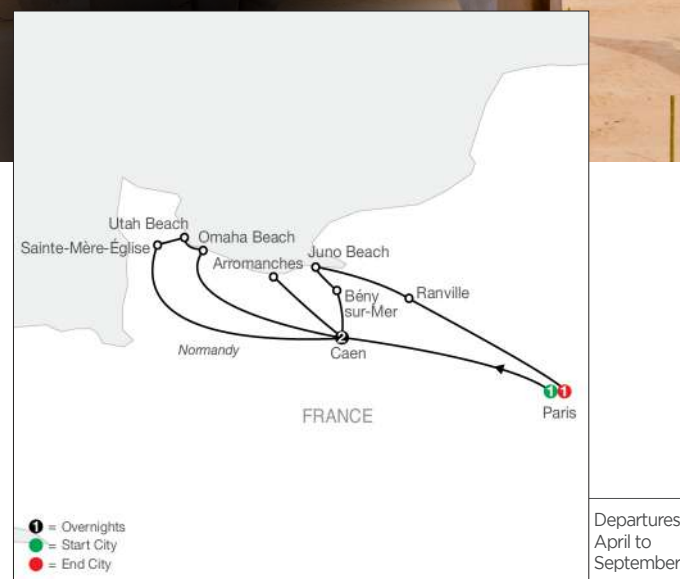 Utah Beach
Omaha Beach
Sainte-Mère-Église
Arromanches
Juno Beach
Bény
sur-Mer
Ranville
2
Caen
Normandy
1 1
Paris
FRANCE
1 = Overnights
= Start City
= End City
Departures
April to
September